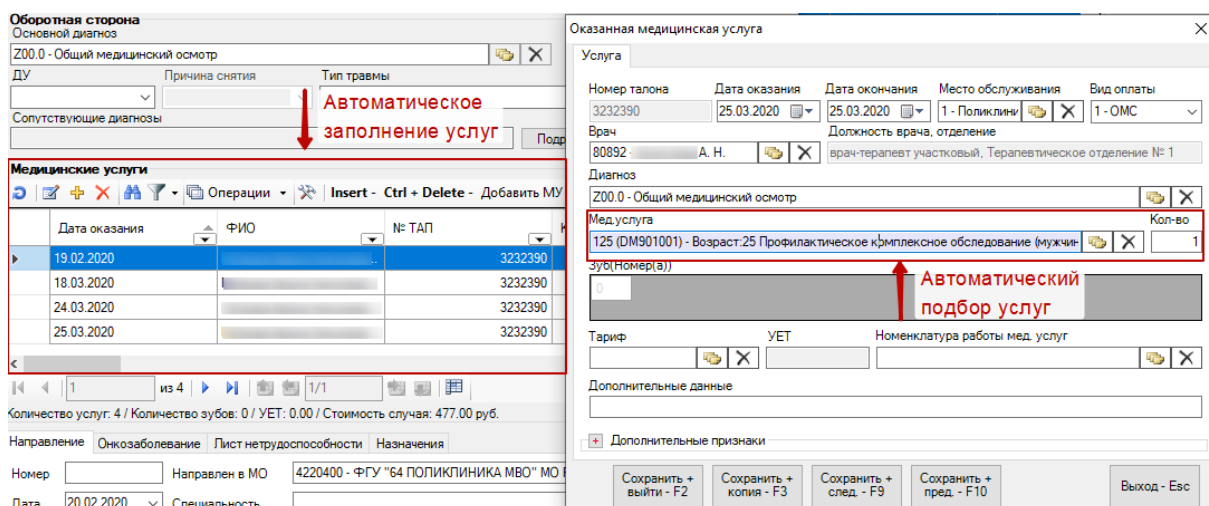 Оборотная сторона
Основной диагноз
Z00.0 - Общий медицинский осмотр
ДУ Причина снятия Тип травмы
Автоматическое
заполнение услуг
Сопутствующие диагнозы
Подр
Медицинские услуги
Операции Insert - Ctrl + Delete - Добавить МУ
Дата оказания ФИО № ТАП
19.02.2020 3232390
18.03.2020 3232390
24.03.2020 3232390
25.03.2020 3232390
1 из 4 1/1
Количество услуг: 4 / Количество зубов: 0 / УЕТ: 0.00 / Стоимость случая: 477.00 руб.
Направление Онкозаболевание Лист нетрудоспособности Назначения
Номер Направлен в МО 4220400 - ФГУ "64 ПОЛИКЛИНИКА МВО" МО
Дата 20.02.2020 Специальность
Оказанная медицинская услуга
Услуга
Номер талона Дата оказания Дата окончания Место обслуживания Вид оплаты
3232390 25.03.2020 25.03.2020 1 - Поликлини 1 - ОМС
Врач Должность врача, отделение
80892 - А. Н. врач-терапевт участковый, Терапевтическое отделение № 1
Диагноз
Z00.0 - Общий медицинский осмотр
Мед.услуга Кол-во
125 (DM901001) - Возраст:25 Профилактическое комплексное обследование (мужчин 1
Зуб(Номер(а))
0
Автоматический
подбор услуг
Тариф УЕТ Номенклатура работы мед. услуг
Дополнительные данные
Дополнительные признаки
Сохранить + выйти - F2 Сохранить + копия - F3 Сохранить + след. - F9 Сохранить + пред. - F10 Выход - Esc